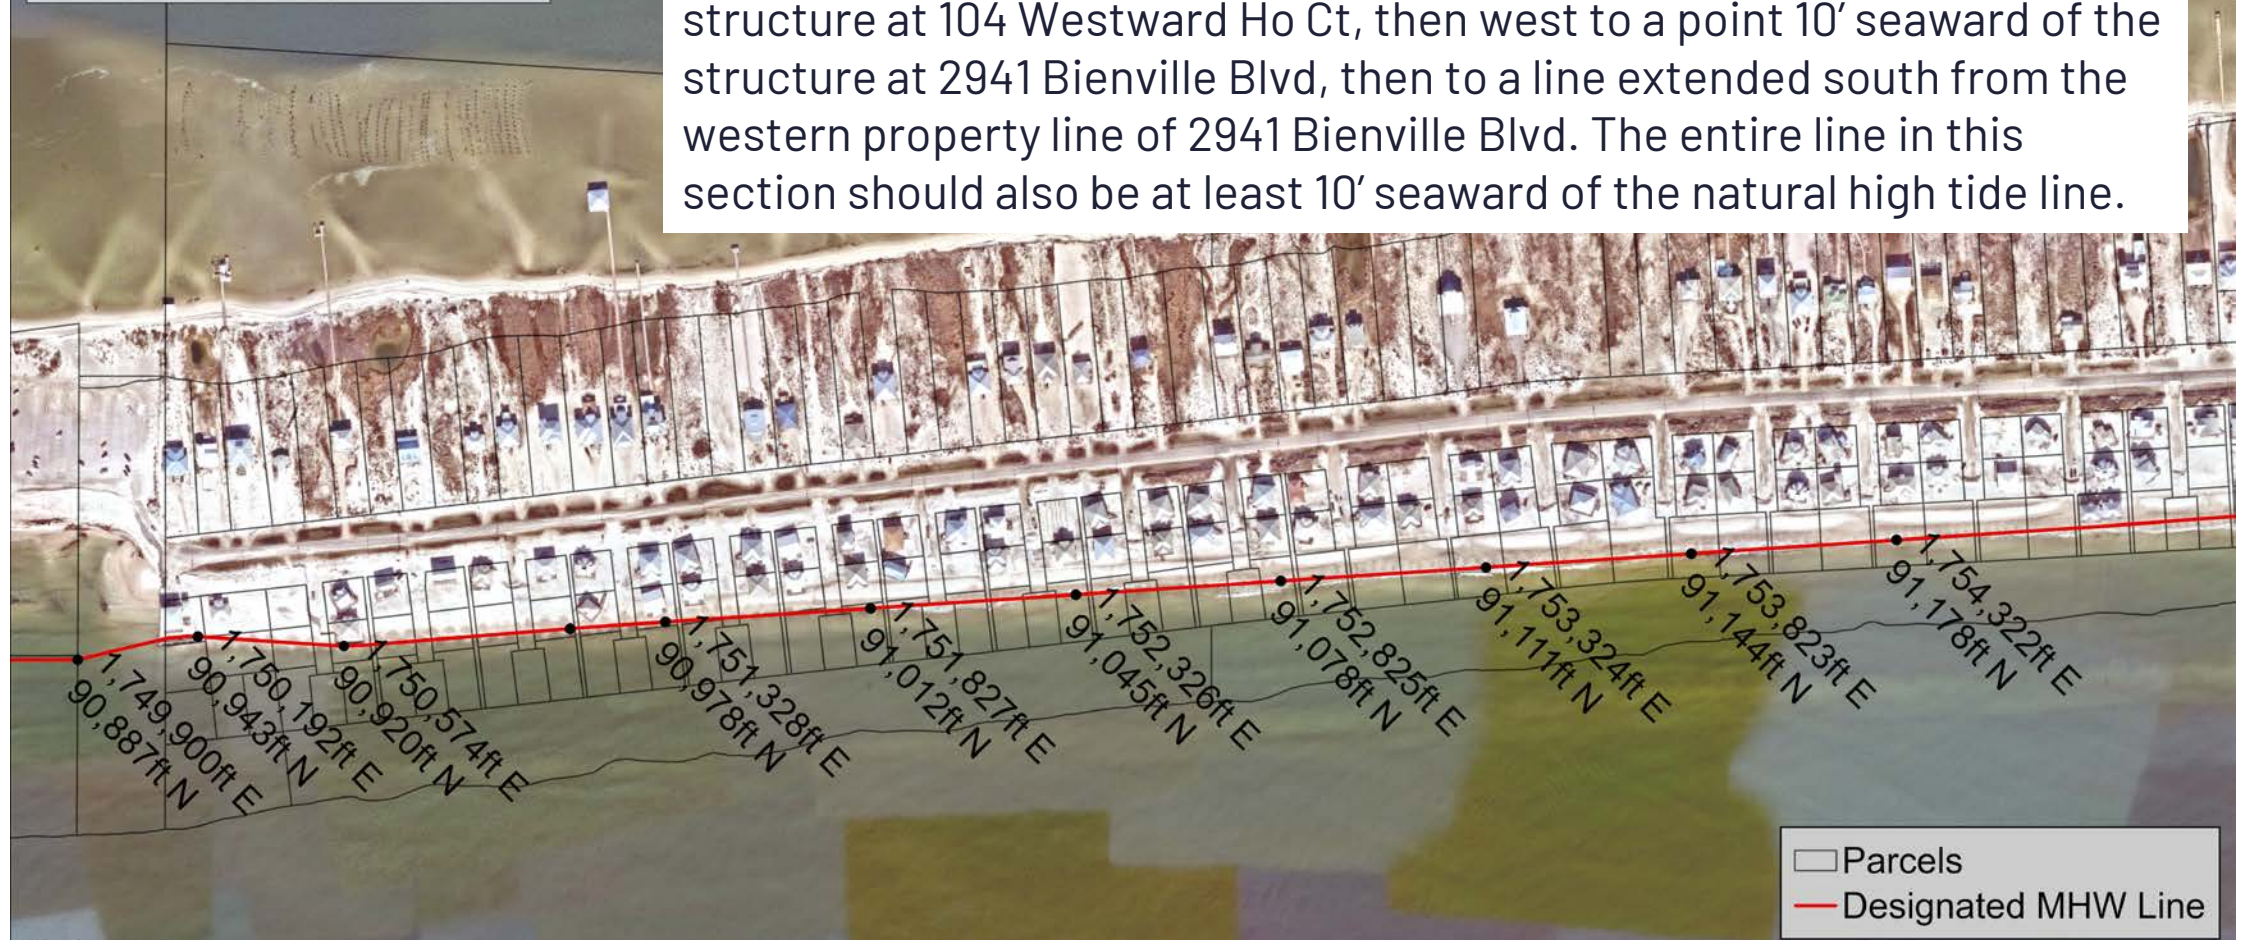 structure at 104 Westward Ho Ct, then west to a point 10’ seaward of the
structure at 2941 Bienville Blvd, then to a line extended south from the
western property line of 2941 Bienville Blvd. The entire line in this
section should also be at least 10’ seaward of the natural high tide line.
1,749,900ft E
90,887ft N
1,750,192ft E
90,943ft N
1,750,574ft E
90,920ft N
1,751,328ft E
90,978ft N
1,751,827ft E
91,012ft N
1,752,326ft E
91,045ft N
1,752,825ft E
91,078ft N
1,753,324ft E
91,111ft N
1,753,823ft E
91,144ft N
1,754,322ft E
91,178ft N
Parcels
Designated MHW Line